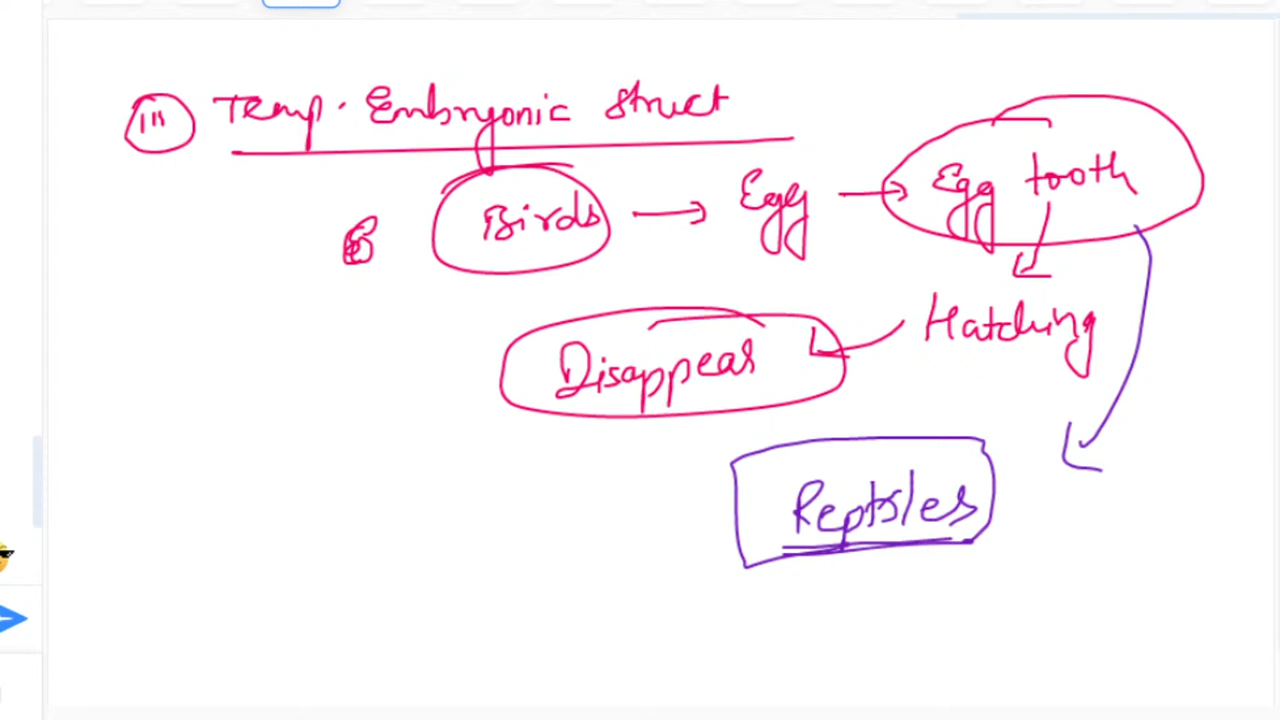 iii Temp. Embryonic Struct
Birds → Egg → Egg tooth
Hatching
Disappear
Reptiles